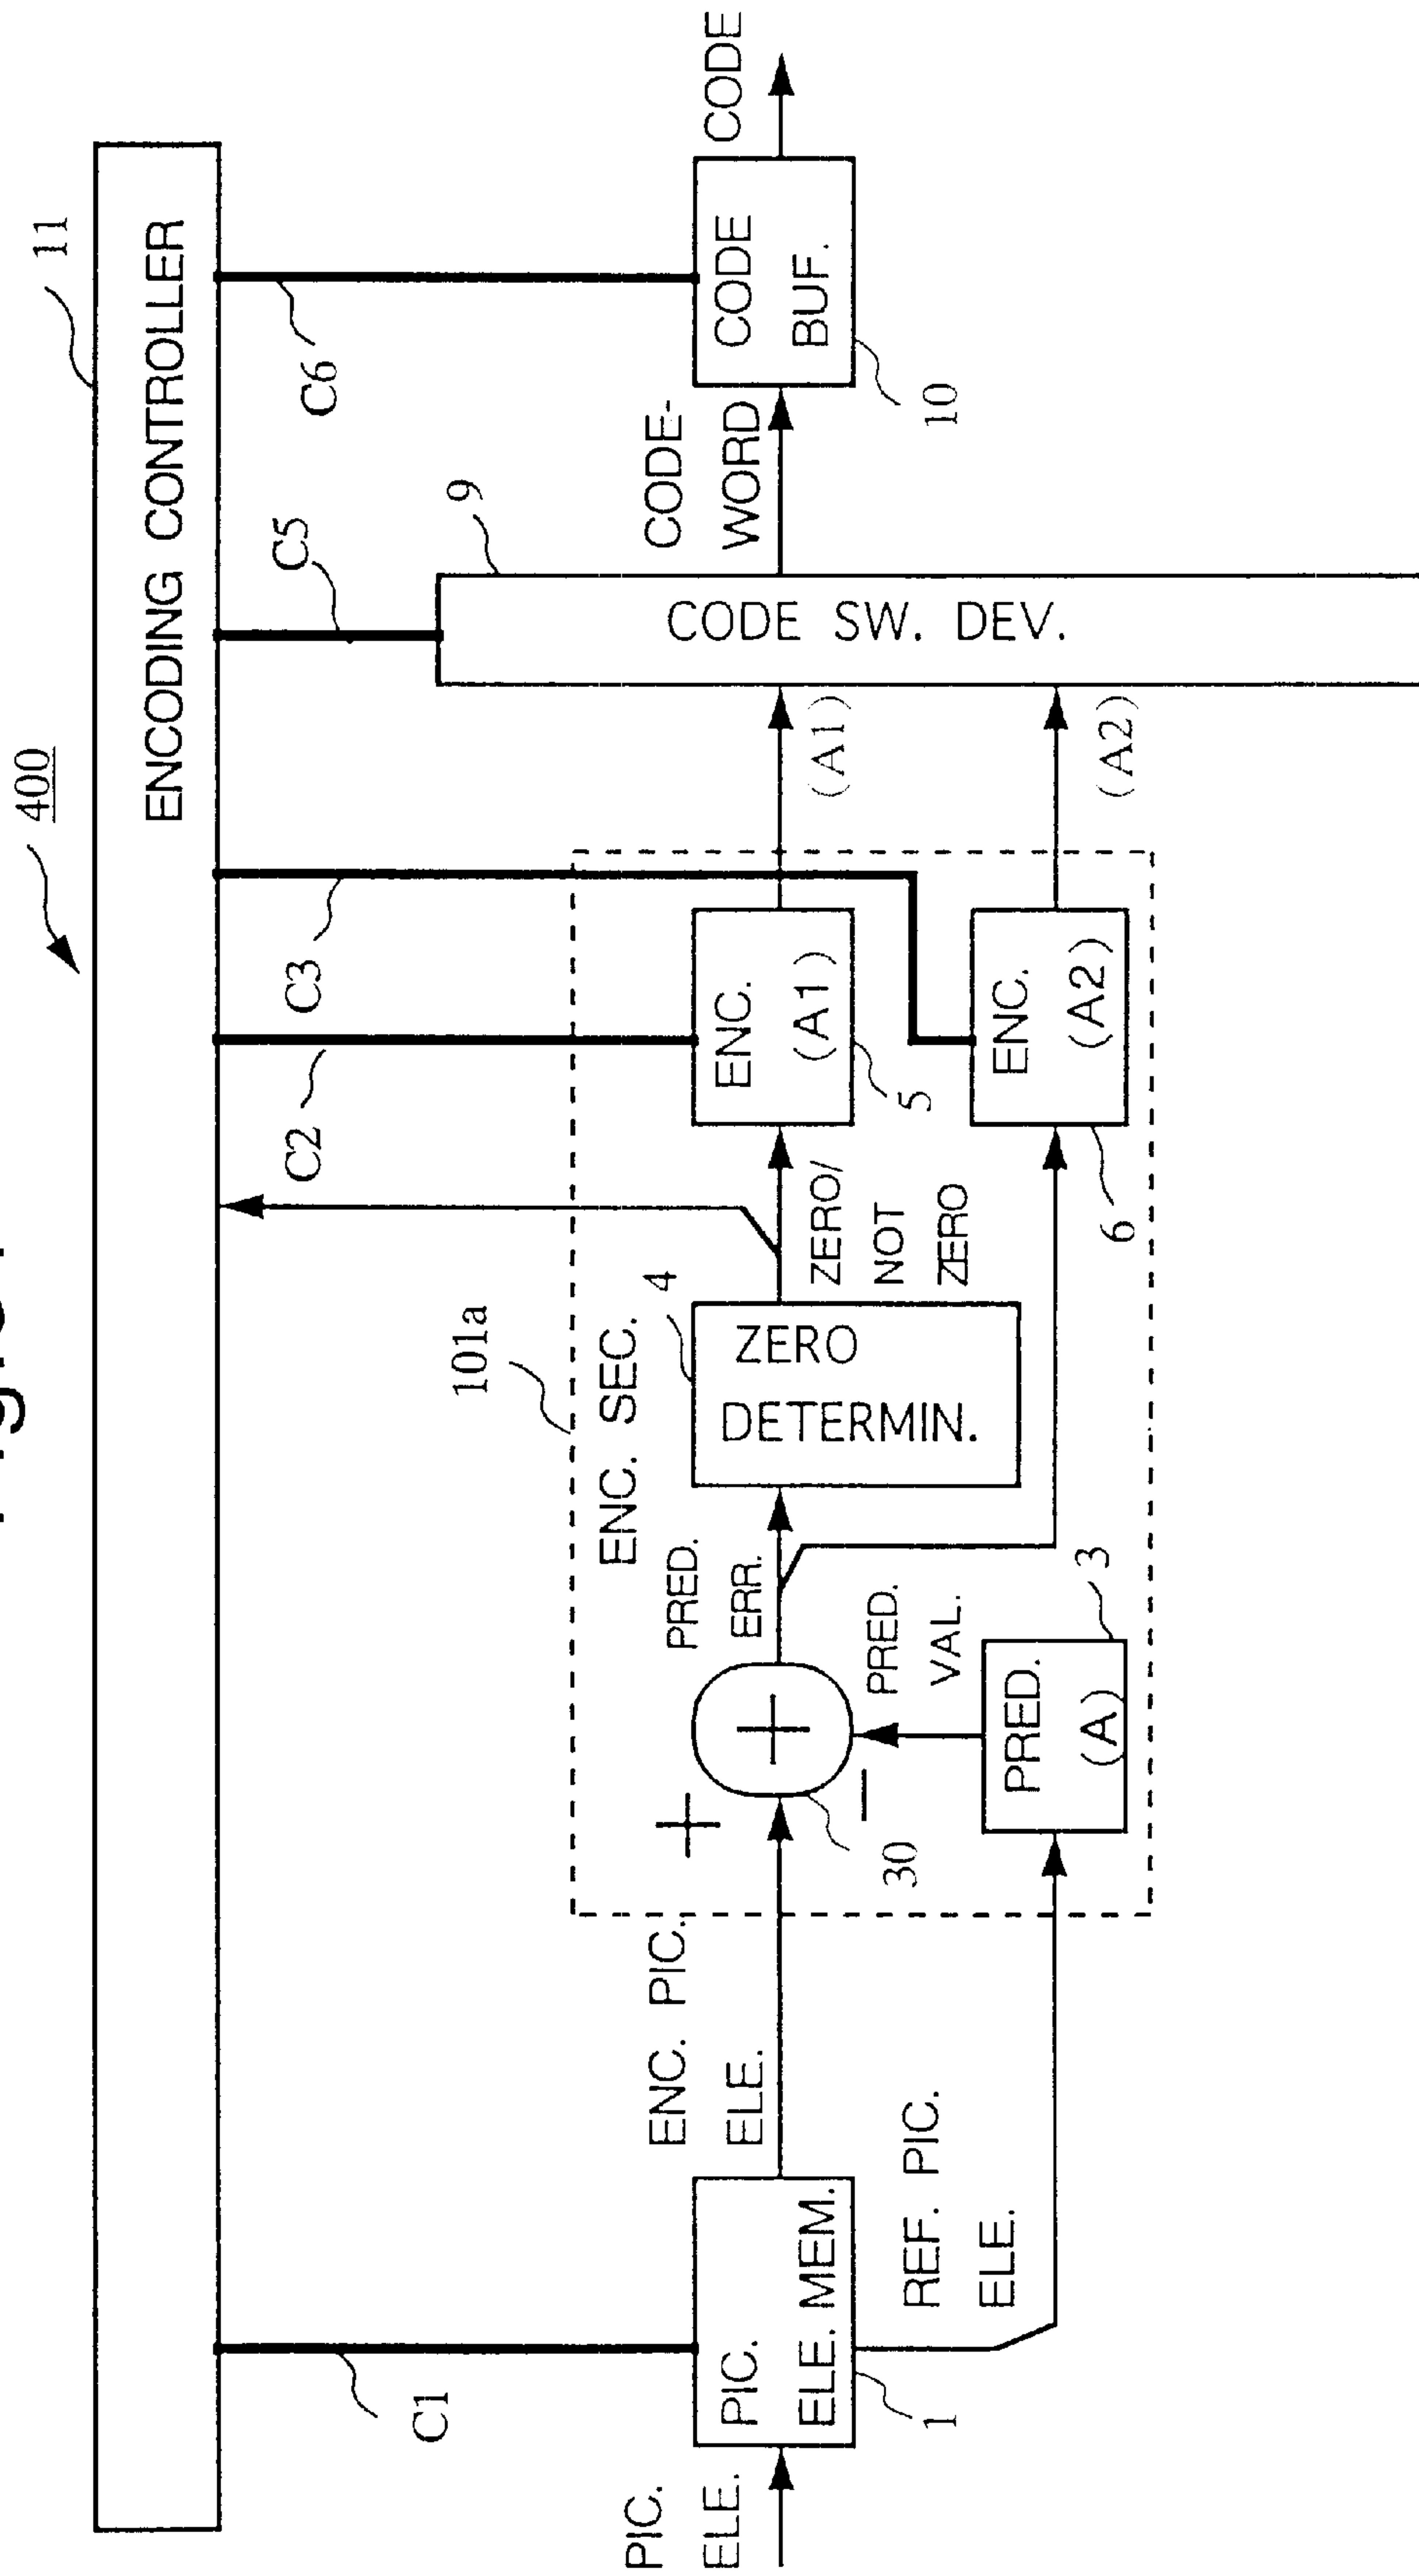 400
11
ENCODING CONTROLLER
C1
C2
C3
C5
C6
101a
ENC. SEC.
PIC.
ELE.
PIC.
ELE. MEM.
1
ENC. PIC.
ELE.
REF. PIC.
ELE.
+
−
+
30
PRED.
ERR.
PRED.
VAL.
PRED.
(A)
3
4
ZERO
DETERMIN.
ZERO/
NOT
ZERO
ENC.
(A1)
5
ENC.
(A2)
6
(A1)
(A2)
9
CODE SW. DEV.
CODE-
WORD
CODE
BUF.
10
CODE